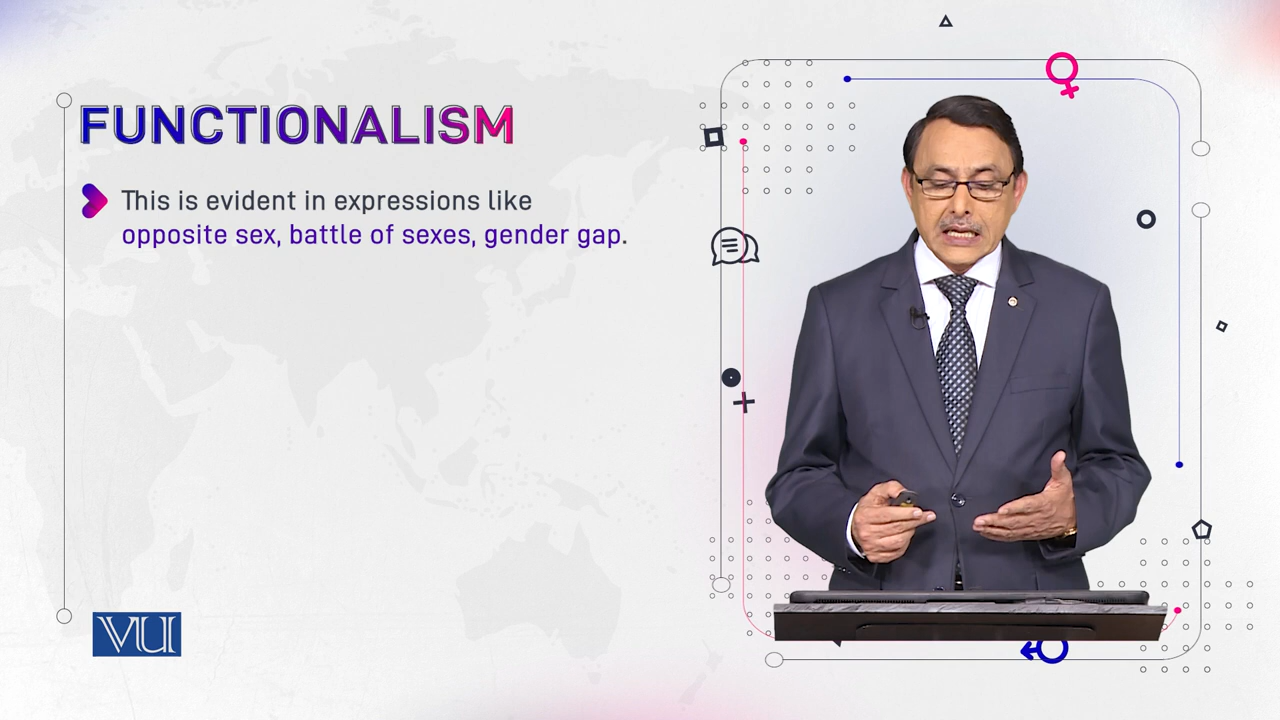 FUNCTIONALISM
This is evident in expressions like
opposite sex, battle of sexes, gender gap.
VU